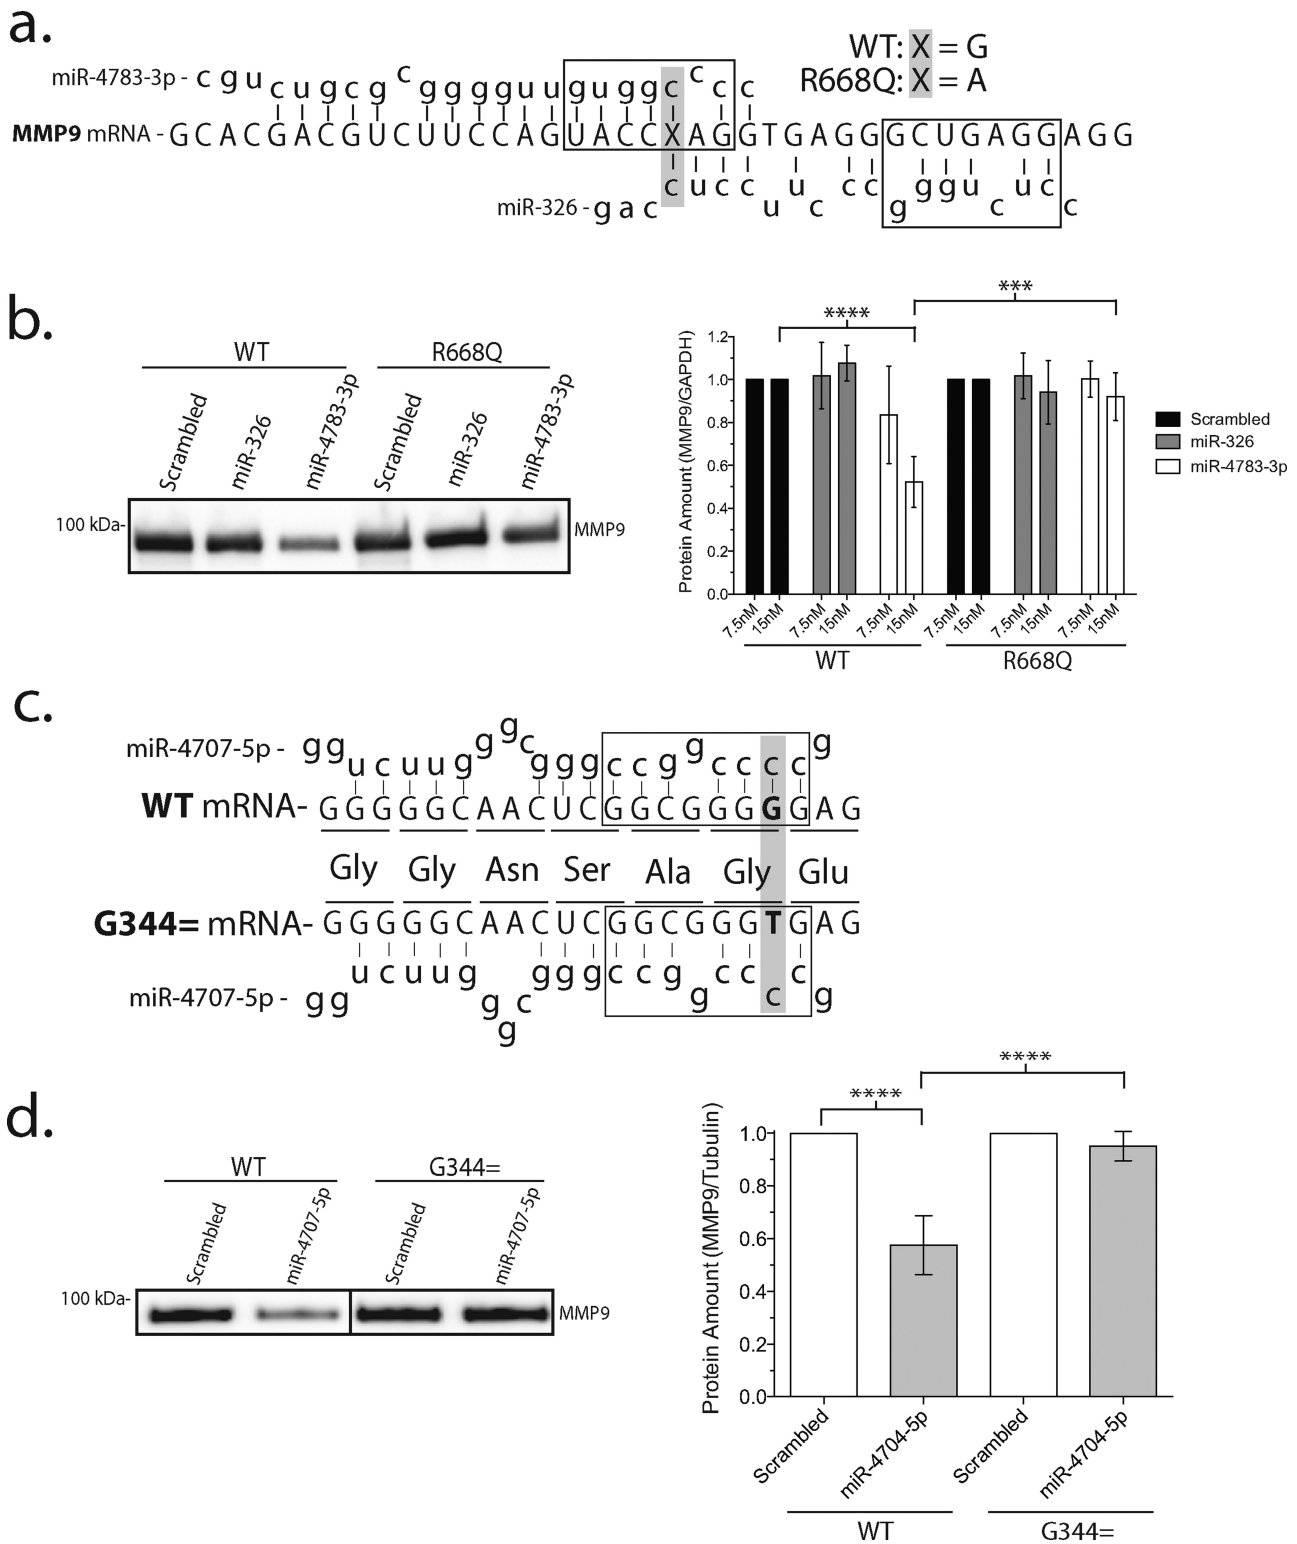 a.
WT: X = G
R668Q: X = A
miR-4783-3p - c g u c u g c g c g g g g u u g u g g c c c c
MMP9 mRNA - G C A C G A C G U C U U C C A G U A C C X A G G T G A G G G C U G A G G A G G
miR-326 - g a c c u c c u u c c c g g g u c u c c
b.
WT
R668Q
Scrambled
miR-326
miR-4783-3p
Scrambled
miR-326
miR-4783-3p
100 kDa-
MMP9
***
****
Protein Amount (MMP9/GAPDH)
1.2
1.0
0.8
0.6
0.4
0.2
0.0
7.5nM 15nM 7.5nM 15nM 7.5nM 15nM 7.5nM 15nM 7.5nM 15nM 7.5nM 15nM
WT
R668Q
Scrambled
miR-326
miR-4783-3p
c.
miR-4707-5p - g g u c u u g g g c g g g c c g g c c c c g
WT mRNA- G G G G G C A A C U C G G C G G G G G A G
Gly Gly Asn Ser Ala Gly Glu
G344= mRNA- G G G G G C A A C U C G G C G G G T G A G
miR-4707-5p - g g u c u u g g g c g g g c c g g c c c c g
d.
WT
G344=
Scrambled
miR-4707-5p
Scrambled
miR-4707-5p
100 kDa-
MMP9
****
****
Protein Amount (MMP9/Tubulin)
1.0
0.8
0.6
0.4
0.2
0.0
Scrambled
miR-4704-5p
Scrambled
miR-4704-5p
WT
G344=